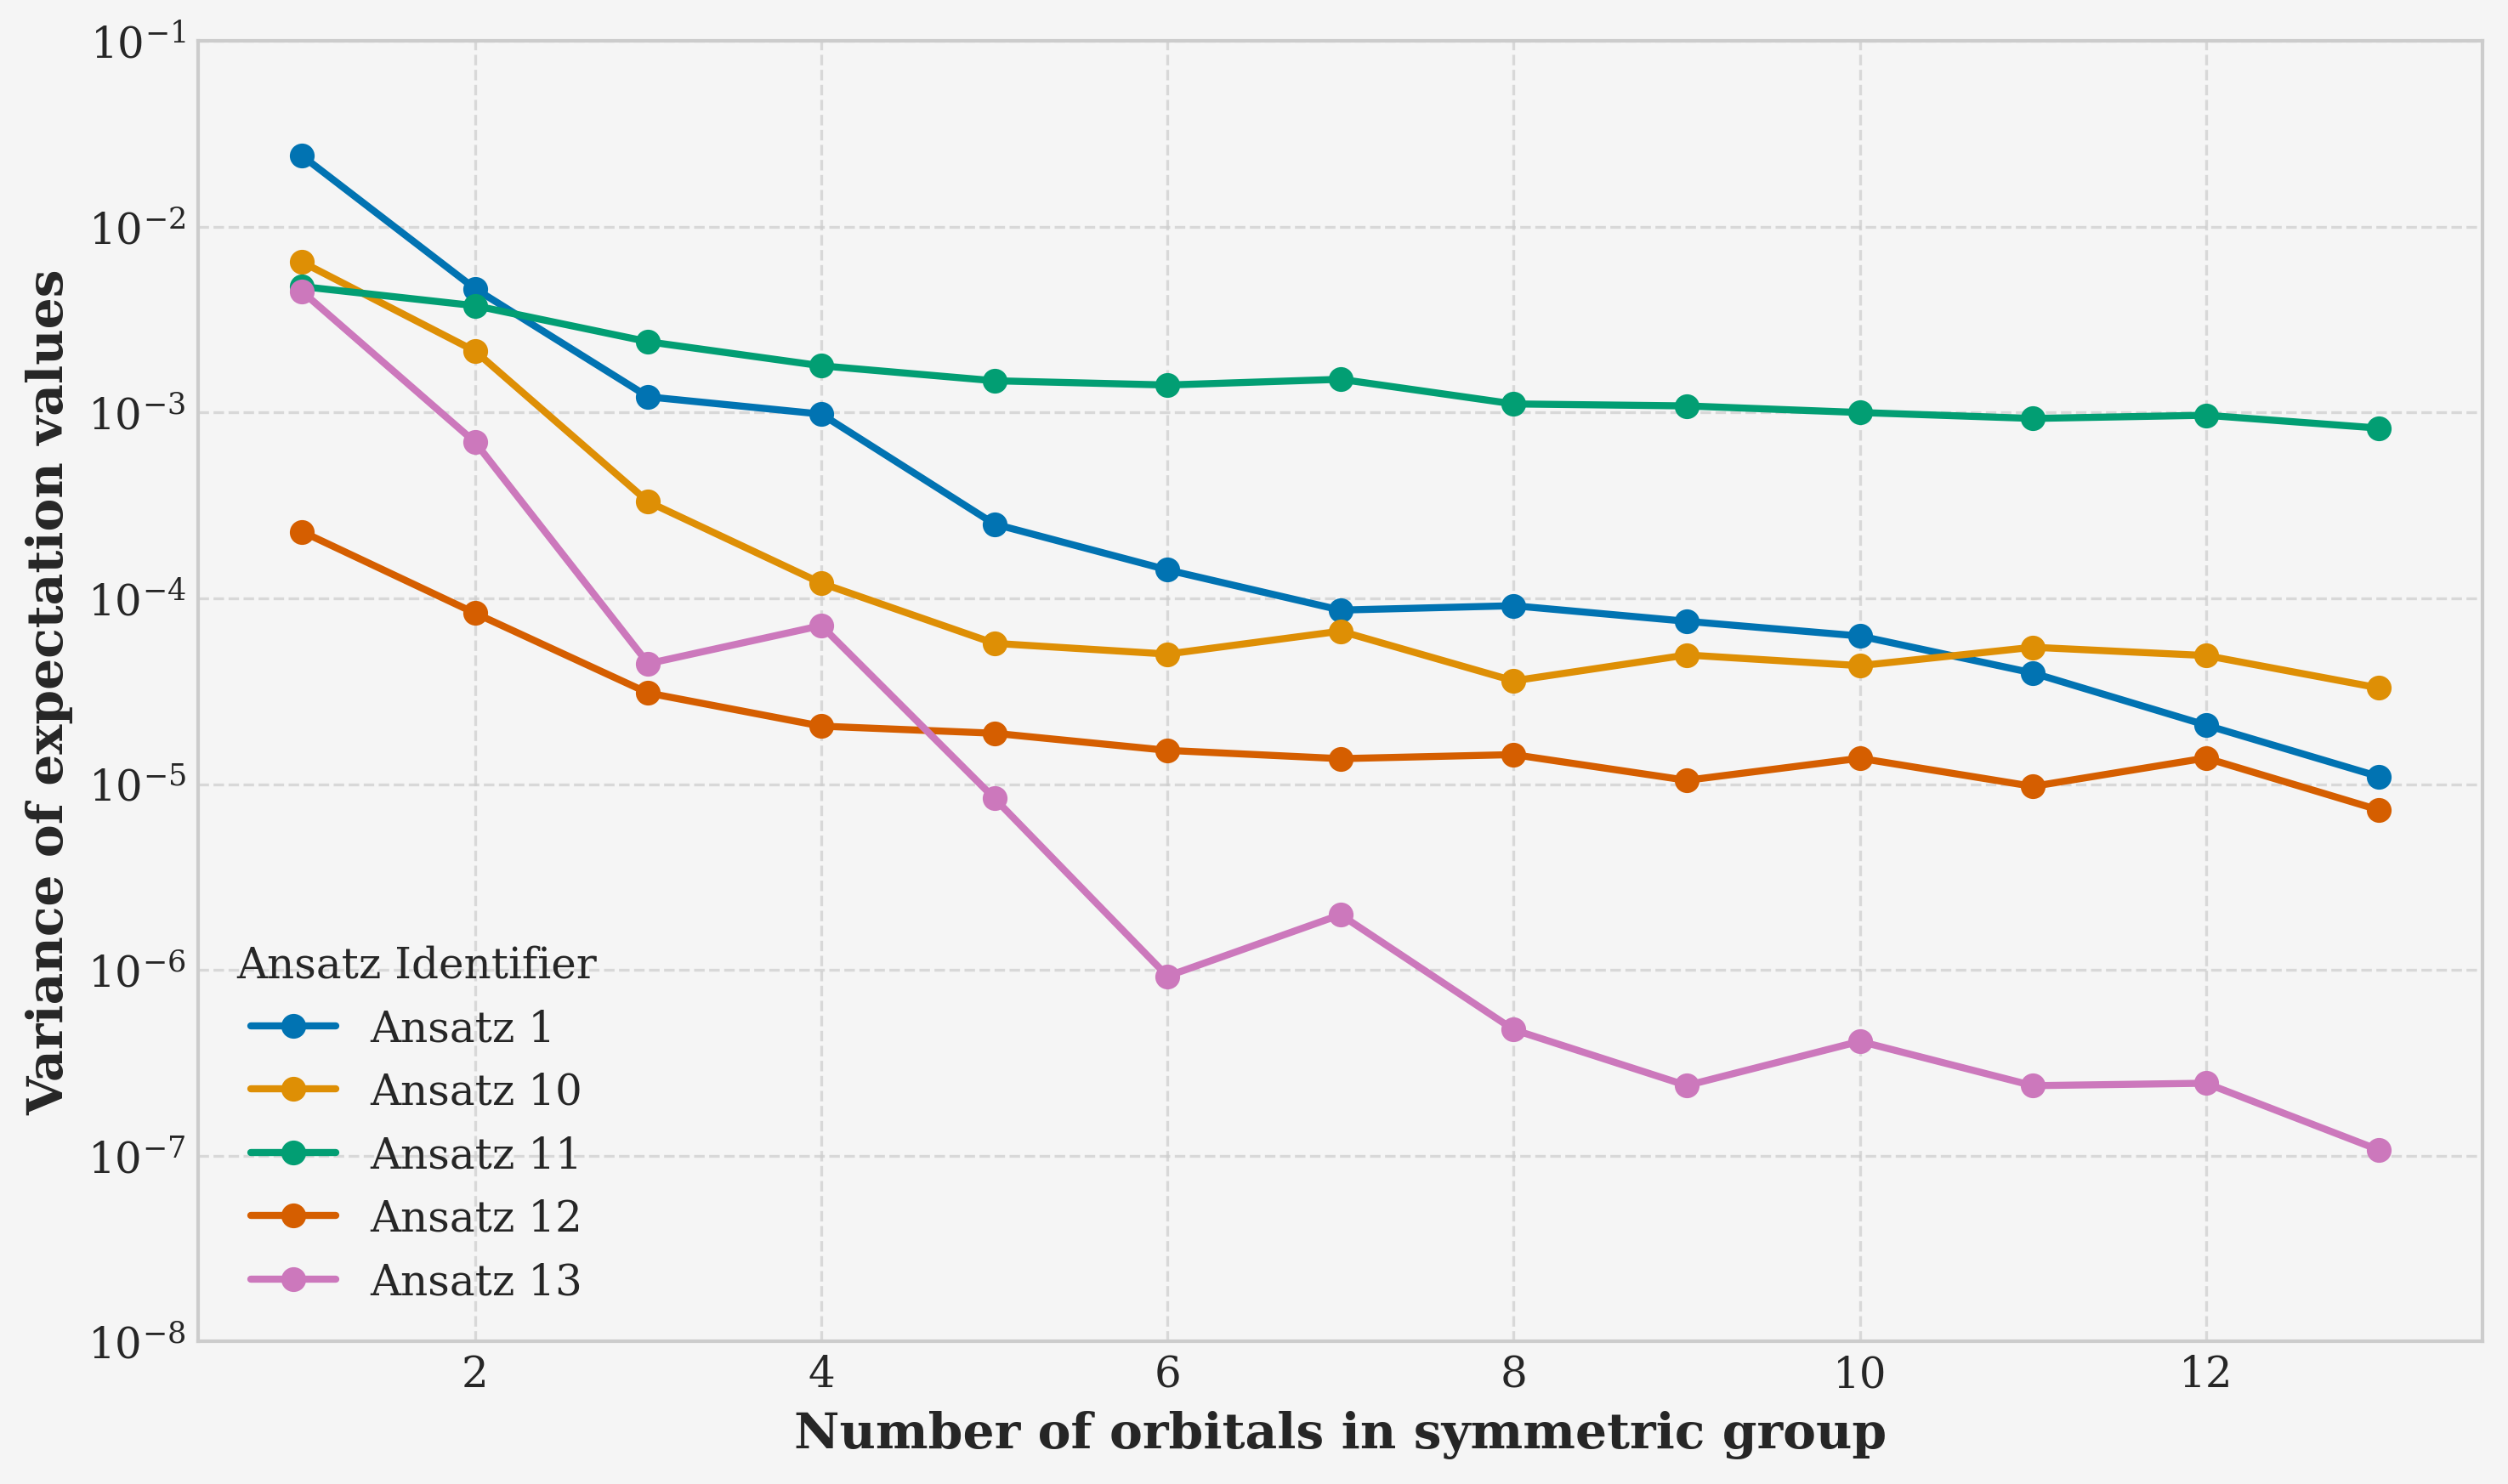 10⁻¹
10⁻²
10⁻³
10⁻⁴
10⁻⁵
10⁻⁶
10⁻⁷
10⁻⁸
Variance of expectation values
Ansatz Identifier
Ansatz 1
Ansatz 10
Ansatz 11
Ansatz 12
Ansatz 13
2 4 6 8 10 12
Number of orbitals in symmetric group